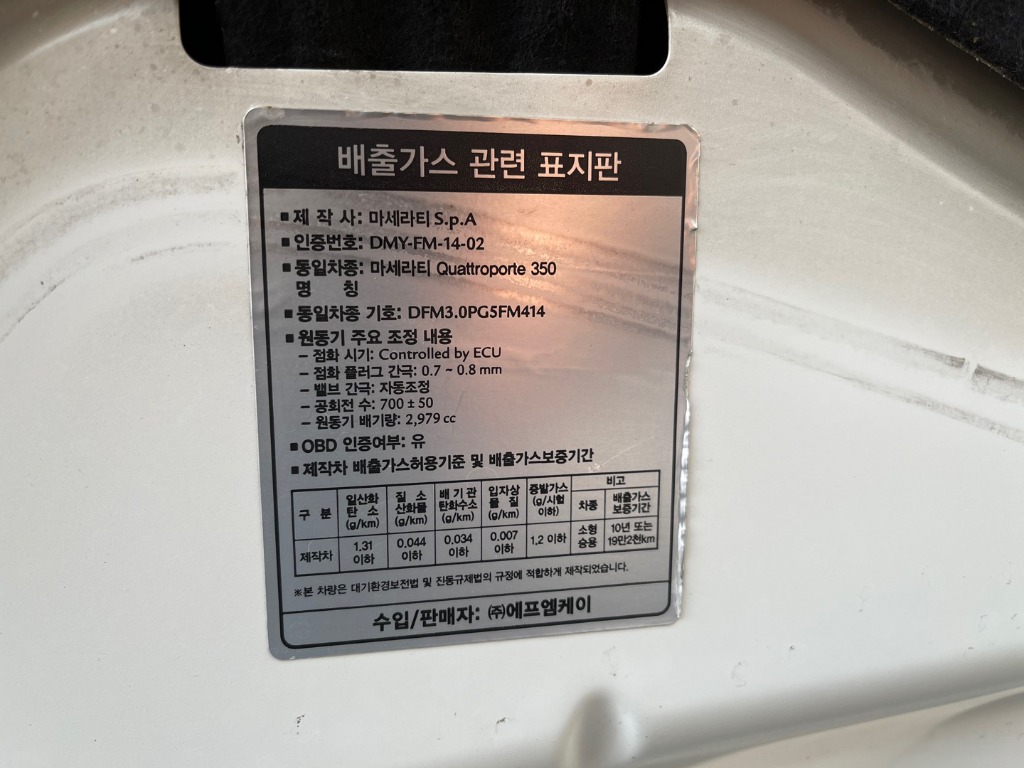 배출가스 관련 표지판
■ 제 작 사: 마세라티 S.p.A
■ 인증번호: DMY-FM-14-02
■ 동일차종: 마세라티 Quattroporte 350
명 칭
■ 동일차종 기호: DFM3.0PG5FM414
■ 원동기 주요 조정 내용
– 점화 시기: Controlled by ECU
– 점화 플러그 간극: 0.7 ~ 0.8 mm
– 밸브 간극: 자동조정
– 공회전 수: 700 ± 50
– 원동기 배기량: 2,979 cc
■ OBD 인증여부: 유
■ 제작차 배출가스허용기준 및 배출가스보증기간
구 분 일산화 탄 소 (g/km) 질 소 산화물 (g/km) 배 기 관 탄화수소 (g/km) 입자상 물 질 (g/km) 증발가스 (g/시험 이하) 비고
차종 배출가스 보증기간
제작차 1.31 이하 0.044 이하 0.034 이하 0.007 이하 1.2 이하 소형 승용 10년 또는 19만2천km
※본 차량은 대기환경보전법 및 진동규제법의 규정에 적합하게 제작되었습니다.
수입/판매자: ㈜에프엠케이